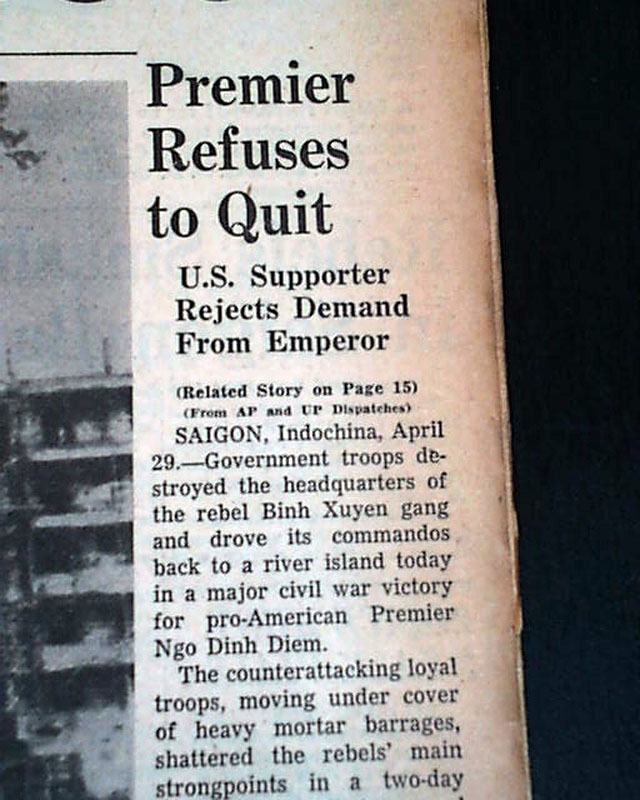 Premier
Refuses
to Quit
U.S. Supporter
Rejects Demand
From Emperor
(Related Story on Page 15)
(From AP and UP Dispatches)
SAIGON, Indochina, April
29.—Government troops de-
stroyed the headquarters of
the rebel Binh Xuyen gang
and drove its commandos
back to a river island today
in a major civil war victory
for pro-American Premier
Ngo Dinh Diem.
The counterattacking loyal
troops, moving under cover
of heavy mortar barrages,
shattered the rebels' main
strongpoints in a two-day